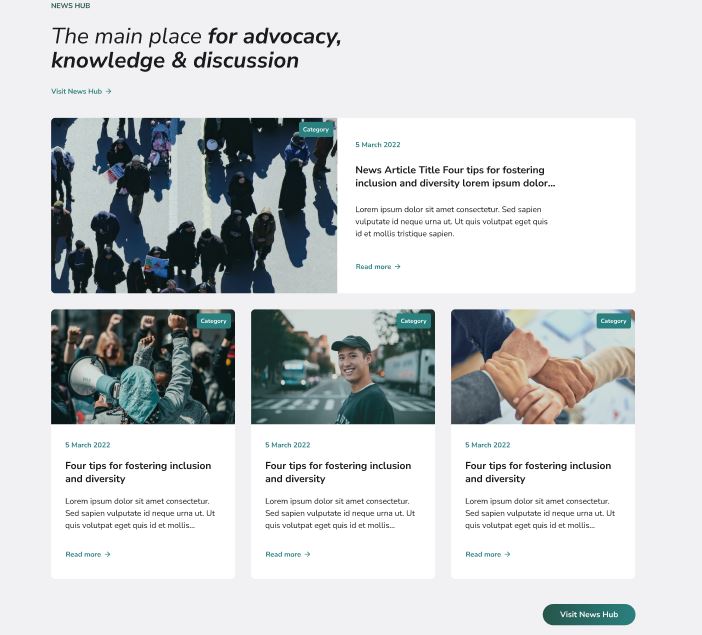 NEWS HUB
The main place for advocacy,
knowledge & discussion
Visit News Hub →
Category
5 March 2022
News Article Title Four tips for fostering
inclusion and diversity lorem ipsum dolor...
Lorem ipsum dolor sit amet consectetur. Sed sapien
vulputate id neque urna ut. Ut quis volutpat eget quis
id et mollis tristique sapien.
Read more →
Category
5 March 2022
Four tips for fostering inclusion
and diversity
Lorem ipsum dolor sit amet consectetur.
Sed sapien vulputate id neque urna ut. Ut
quis volutpat eget quis id et mollis...
Read more →
Category
5 March 2022
Four tips for fostering inclusion
and diversity
Lorem ipsum dolor sit amet consectetur.
Sed sapien vulputate id neque urna ut. Ut
quis volutpat eget quis id et mollis...
Read more →
Category
5 March 2022
Four tips for fostering inclusion
and diversity
Lorem ipsum dolor sit amet consectetur.
Sed sapien vulputate id neque urna ut. Ut
quis volutpat eget quis id et mollis...
Read more →
Visit News Hub